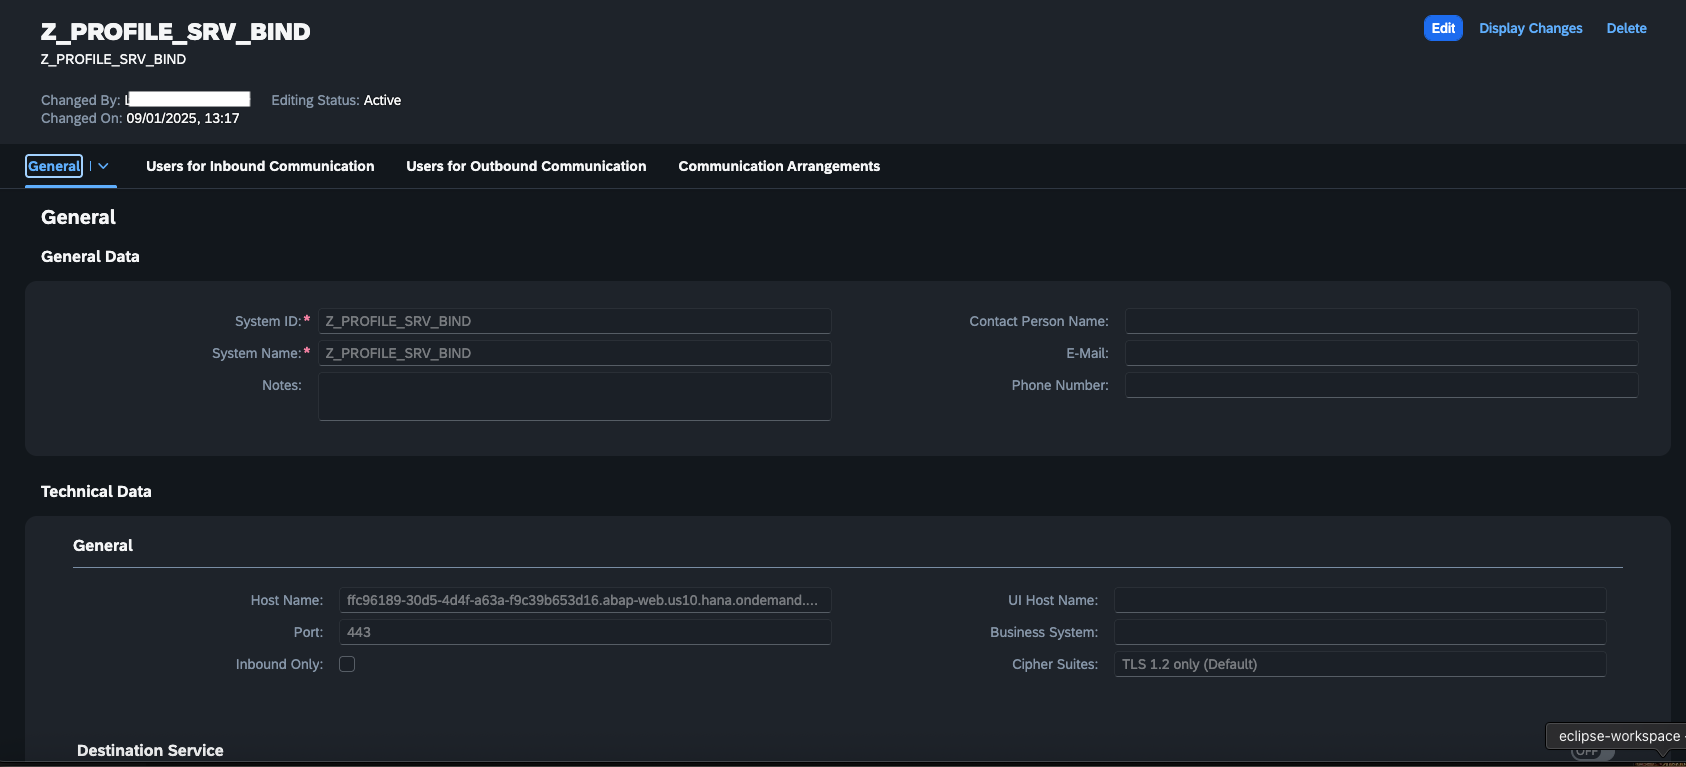 Z_PROFILE_SRV_BIND
Edit Display Changes Delete
Z_PROFILE_SRV_BIND
Changed By: Editing Status: Active
Changed On: 09/01/2025, 13:17
General Users for Inbound Communication Users for Outbound Communication Communication Arrangements
General
General Data
System ID:* Z_PROFILE_SRV_BIND Contact Person Name:
System Name:* Z_PROFILE_SRV_BIND E-Mail:
Notes: Phone Number:
Technical Data
General
Host Name: ffc96189-30d5-4d4f-a63a-f9c39b653d16.abap-web.us10.hana.ondemand.... UI Host Name:
Port: 443 Business System:
Inbound Only: Cipher Suites: TLS 1.2 only (Default)
eclipse-workspace
Destination Service OFF